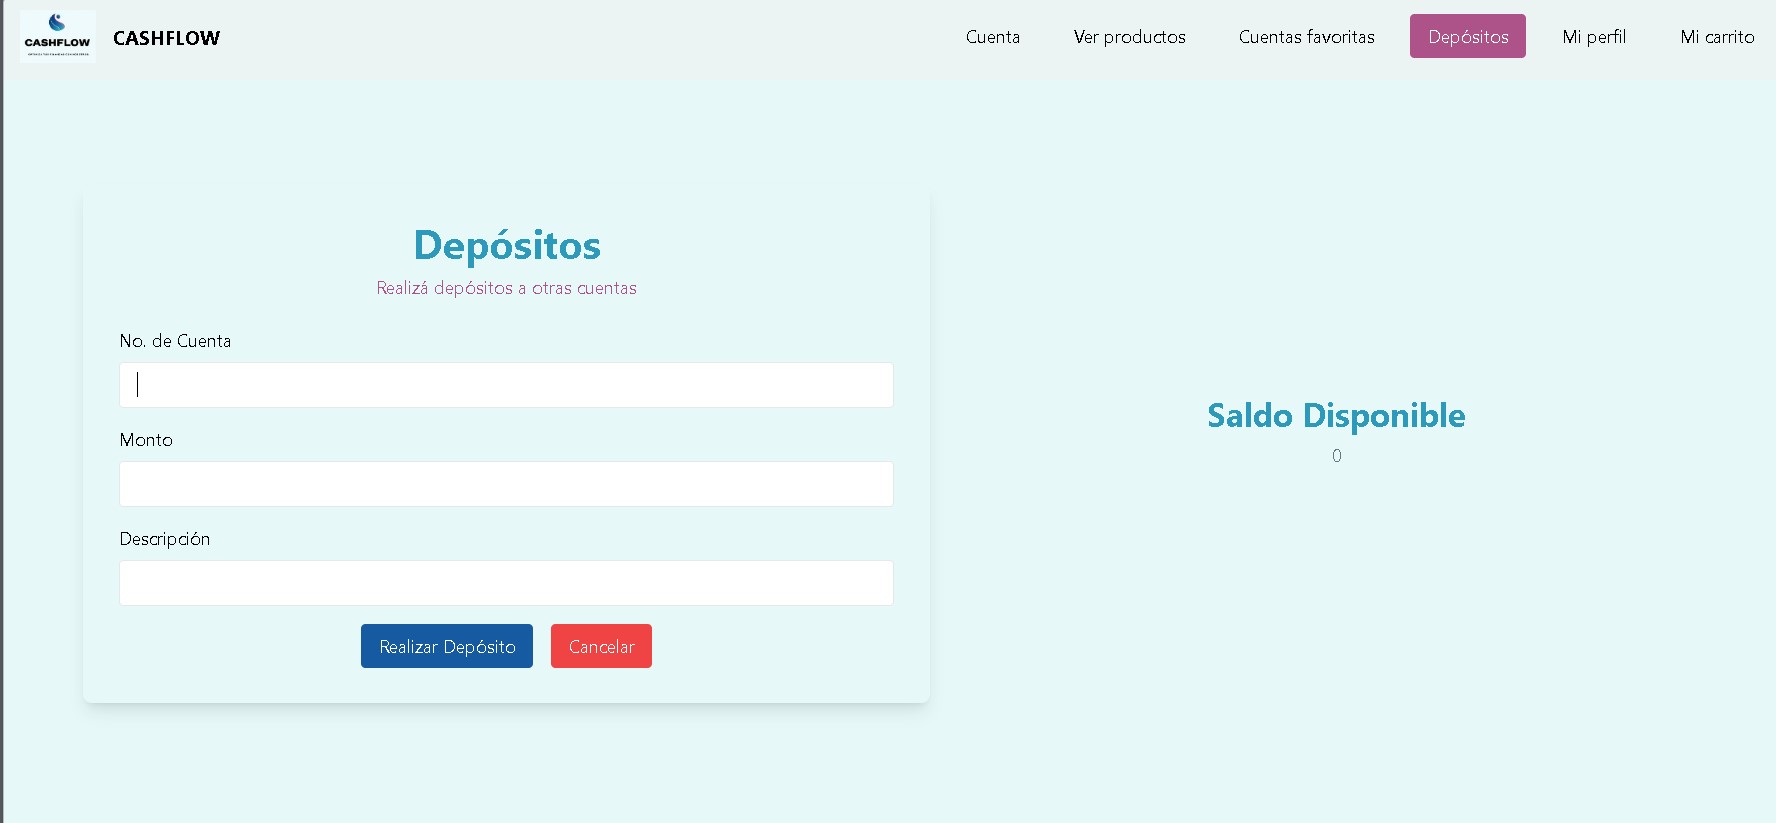 CASHFLOW
CASHFLOW
Cuenta
Ver productos
Cuentas favoritas
Depósitos
Mi perfil
Mi carrito
Depósitos
Realizá depósitos a otras cuentas
No. de Cuenta
Monto
Descripción
Realizar Depósito
Cancelar
Saldo Disponible
0